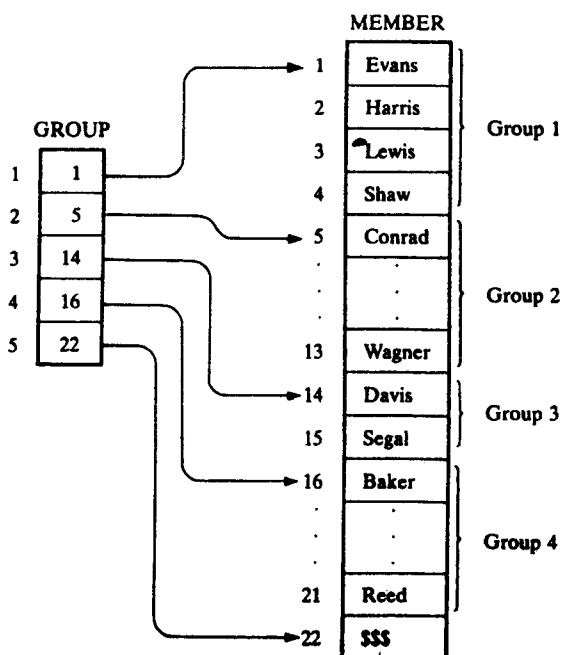 MEMBER
1 Evans
2 Harris
Group 1
GROUP
3 Lewis
1 1
4 Shaw
2 5
5 Conrad
3 14
. .
4 16
. .
Group 2
. .
5 22
13 Wagner
14 Davis
Group 3
15 Segal
16 Baker
. .
. .
Group 4
. .
21 Reed
22 $$$